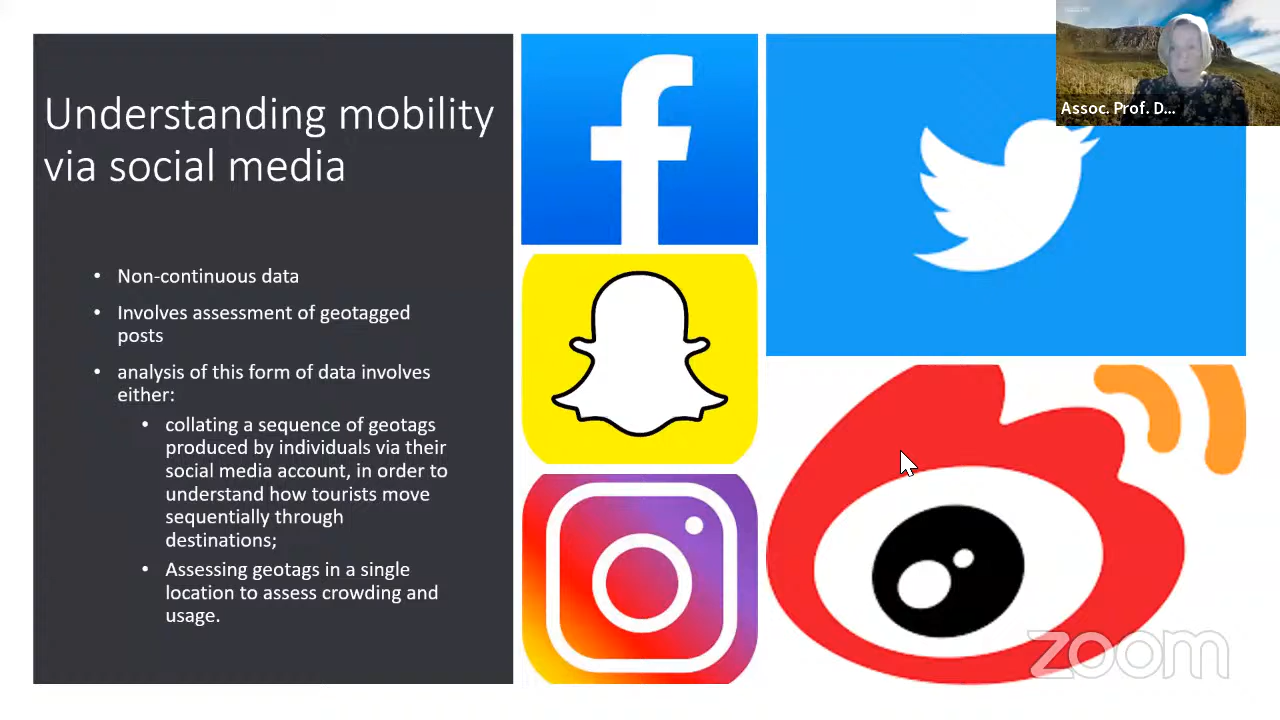 Understanding mobility
via social media
• Non-continuous data
• Involves assessment of geotagged
posts
• analysis of this form of data involves
either:
• collating a sequence of geotags
produced by individuals via their
social media account, in order to
understand how tourists move
sequentially through
destinations;
• Assessing geotags in a single
location to assess crowding and
usage.
Assoc. Prof. D...
zoom